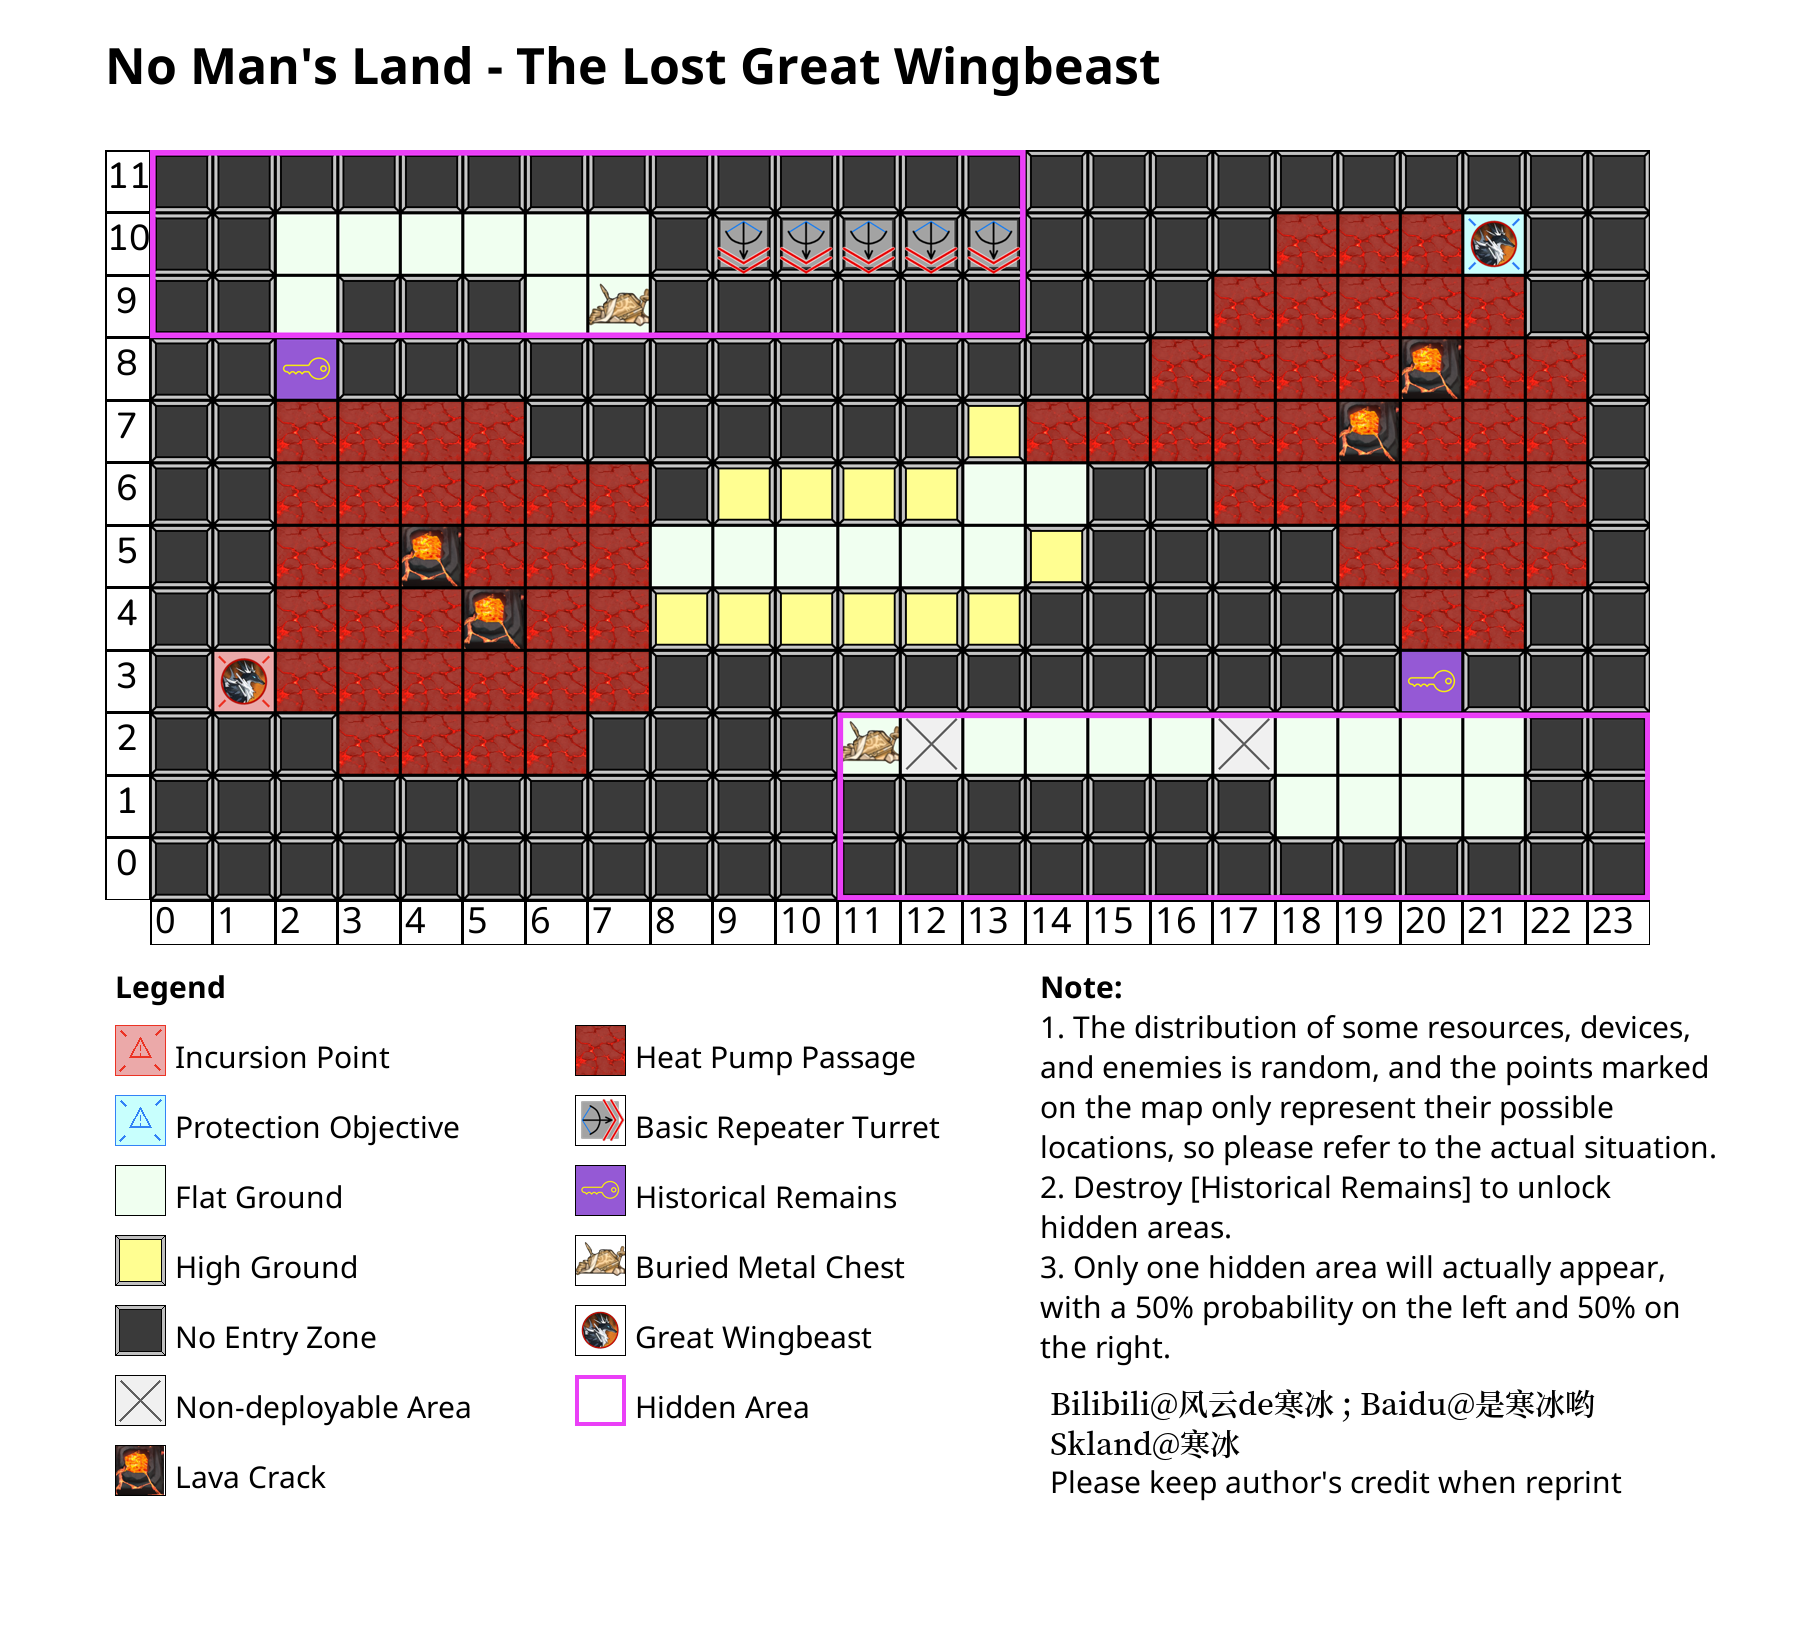 No Man's Land - The Lost Great Wingbeast
11
10
9
8
7
6
5
4
3
2
1
0
0 1 2 3 4 5 6 7 8 9 10 11 12 13 14 15 16 17 18 19 20 21 22 23
Legend
Incursion Point
Protection Objective
Flat Ground
High Ground
No Entry Zone
Non-deployable Area
Lava Crack
Heat Pump Passage
Basic Repeater Turret
Historical Remains
Buried Metal Chest
Great Wingbeast
Hidden Area
Note:
1. The distribution of some resources, devices,
and enemies is random, and the points marked
on the map only represent their possible
locations, so please refer to the actual situation.
2. Destroy [Historical Remains] to unlock
hidden areas.
3. Only one hidden area will actually appear,
with a 50% probability on the left and 50% on
the right.
Bilibili@风云de寒冰 ; Baidu@是寒冰哟
Skland@寒冰
Please keep author's credit when reprint